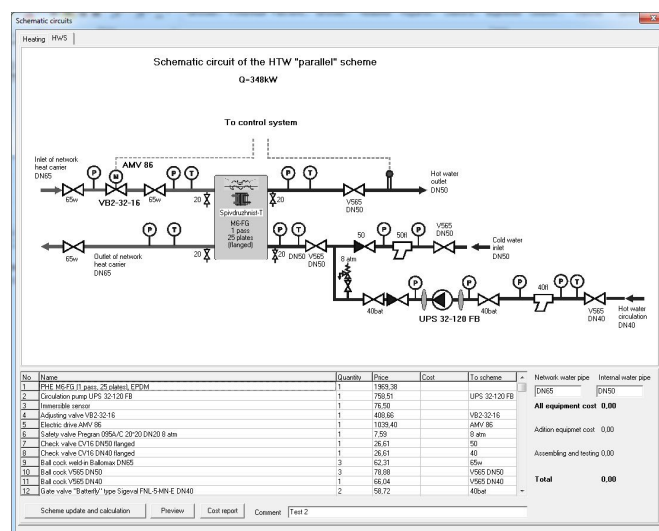 Schematic circuits
Heating HWS
Schematic circuit of the HTW "parallel" scheme
Q=348kW
To control system
Inlet of network
heat carrier
DN65
P M AMV 86 P T
65w VB2-32-16 65w 20
P T
20 V565
DN50
Hot water
outlet
DN50
Spivdruzhnist-T
M6-FG
1 pass
25 plates
(flanged)
P T
65w 20
Outlet of network
heat carrier
DN65
P T P P T
20 DN50 V565
DN50
50 50fl V565
DN50
Cold water
inlet
DN50
8 atm
P P P P T
40bat UPS 32-120 FB 40bat 40fl V565
DN40
Hot water
circulation
DN40
No Name Quantity Price Cost To scheme
1 PHE M6-FG (1 pass, 25 plates), EPDM 1 1969,38
2 Circulation pump UPS 32-120 FB 1 758,51 UPS 32-120 FB
3 Immersible sensor 1 76,50
4 Adjusting valve VB2-32-16 1 408,66 VB2-32-16
5 Electric drive AMV 86 1 1039,40 AMV 86
6 Safety valve Pregran 095A/C 20*20 DN20 8 atm 1 7,59 8 atm
7 Check valve CV16 DN50 flanged 1 26,61 50
8 Check valve CV16 DN40 flanged 1 26,61 40
9 Ball cock weld-in Ballomax DN65 3 62,31 65w
10 Ball cock V565 DN50 3 78,88 V565 DN50
11 Ball cock V565 DN40 1 66,04 V565 DN40
12 Gate valve "Batterfly" type Sigeval FNL-5-MN-E DN40 2 58,72 40bat
Network water pipe Internal water pipe
DN65 DN50
All equipment cost 0,00
Adition equipmet cost 0,00
Assembling and testing 0,00
Total 0,00
Scheme update and calculation Preview Cost report Comment Test 2